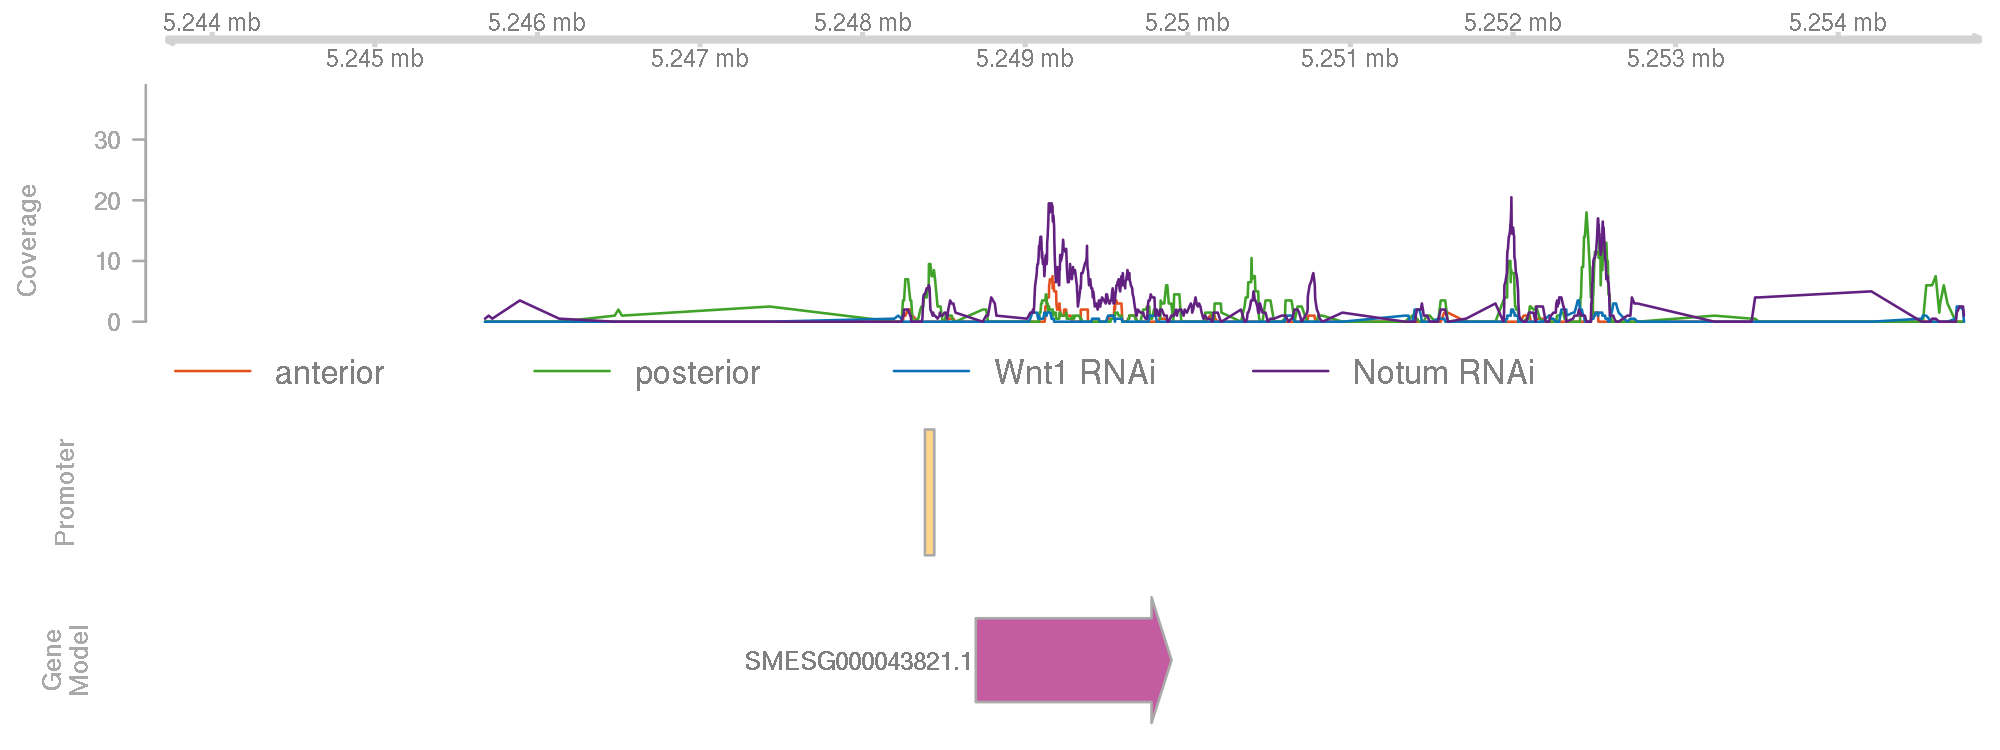 5.244 mb 5.246 mb 5.248 mb 5.25 mb 5.252 mb 5.254 mb
5.245 mb 5.247 mb 5.249 mb 5.251 mb 5.253 mb
Coverage
30
20
10
0
anterior posterior Wnt1 RNAi Notum RNAi
Promoter
Gene
Model
SMESG000043821.1